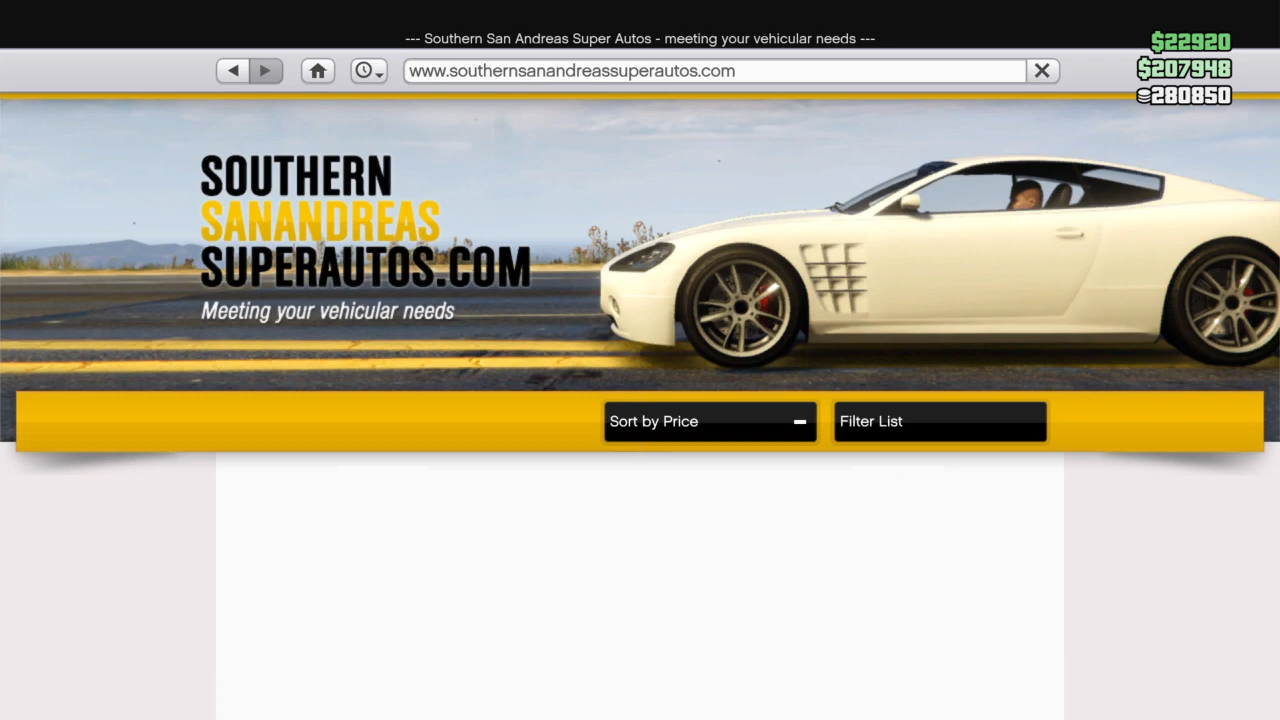 --- Southern San Andreas Super Autos - meeting your vehicular needs ---
$22920
www.southernsanandreassuperautos.com
$207948
280850
SOUTHERN
SANANDREAS
SUPERAUTOS.COM
Meeting your vehicular needs
Sort by Price
Filter List